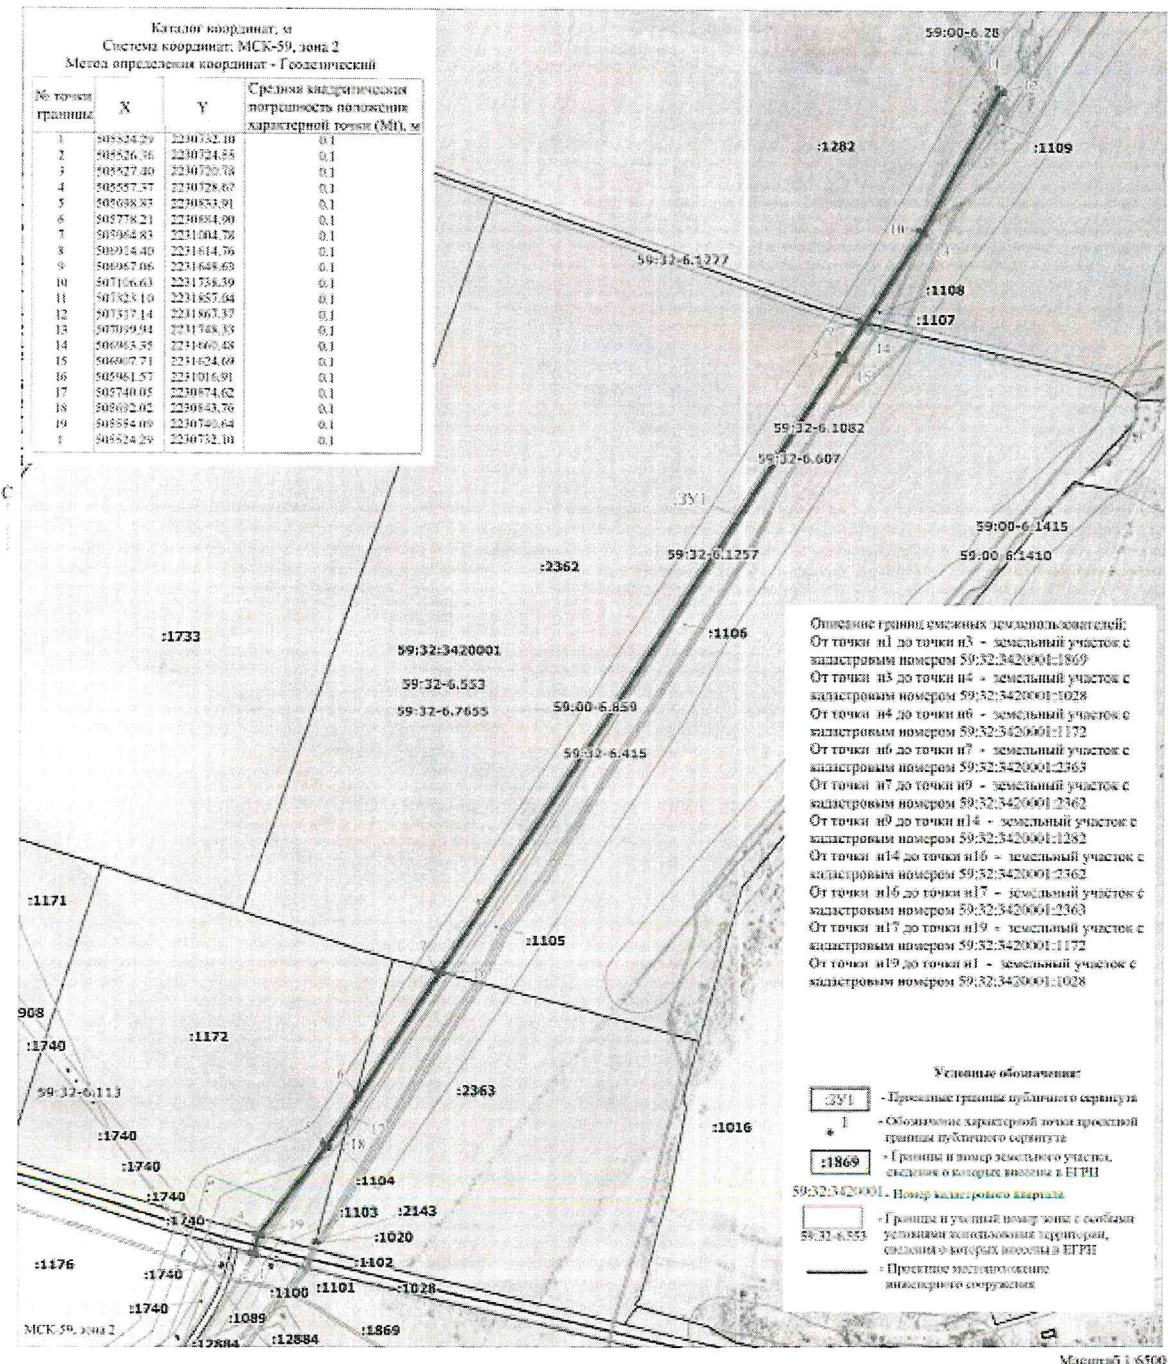 Каталог координат, м
Система координат: МСК-59, зона 2
Метод определения координат - Геодезический
№ точки границы X Y Средняя квадратическая погрешность положения характерной точки (Mt), м
1 505524.29 2230732.10 0.1
2 505526.36 2230724.55 0.1
3 505527.40 2230720.78 0.1
4 505557.37 2230728.67 0.1
5 505698.83 2230833.91 0.1
6 505778.21 2230884.90 0.1
7 505964.83 2231004.78 0.1
8 506914.40 2231614.76 0.1
9 506967.06 2231648.63 0.1
10 507106.63 2231738.39 0.1
11 507323.10 2231857.04 0.1
12 507317.14 2231867.37 0.1
13 507099.94 2231748.33 0.1
14 506963.35 2231660.48 0.1
15 506907.71 2231624.69 0.1
16 505961.57 2231016.91 0.1
17 505740.05 2230874.62 0.1
18 505692.02 2230843.76 0.1
19 505554.09 2230740.64 0.1
1 505524.29 2230732.10 0.1
59:00-6.28
11
12
:1282
:1109
10
59:32-6.1277
:1108
:1107
14
8
15
59:32-6.1082
59:32-6.607
:ЗУ1
59:00-6.1415
59:00-6.1410
59:32-6.1257
:2362
:1733
:1106
59:32:3420001
59:32-6.553
59:32-6.7655
59:00-6.859
59:32-6.415
С
Описание границ смежных землепользователей:
От точки н1 до точки н3 - земельный участок с
кадастровым номером 59:32:3420001:1869
От точки н3 до точки н4 - земельный участок с
кадастровым номером 59:32:3420001:1028
От точки н4 до точки н6 - земельный участок с
кадастровым номером 59:32:3420001:1172
От точки н6 до точки н7 - земельный участок с
кадастровым номером 59:32:3420001:2363
От точки н7 до точки н9 - земельный участок с
кадастровым номером 59:32:3420001:2362
От точки н9 до точки н14 - земельный участок с
кадастровым номером 59:32:3420001:1282
От точки н14 до точки н16 - земельный участок с
кадастровым номером 59:32:3420001:2362
От точки н16 до точки н17 - земельный участок с
кадастровым номером 59:32:3420001:2363
От точки н17 до точки н19 - земельный участок с
кадастровым номером 59:32:3420001:1172
От точки н19 до точки н1 - земельный участок с
кадастровым номером 59:32:3420001:1028
:1171
:1105
908
:1740
:1172
6
59:32-6.113
:2363
:1740
17
18
:1016
:1740
:1104
:1740
:1103 :2143
:1740
19
:1020
:1176
:1102
:1740
:1100 :1101 :1028
:1740
:1089
:12884
:12884
:1869
МСК-59, зона 2
Условные обозначения:
:ЗУ1 - Проектные границы публичного сервитута
1 - Обозначение характерной точки проектной
границы публичного сервитута
:1869 - Границы и номер земельного участка,
сведения о которых внесены в ЕГРН
59:32:3420001 - Номер кадастрового квартала
- Границы и учетный номер зоны с особыми
условиями использования территории,
59:32-6.553 сведения о которых внесены в ЕГРН
- Проектное местоположение
инженерного сооружения
Масштаб 1:6500